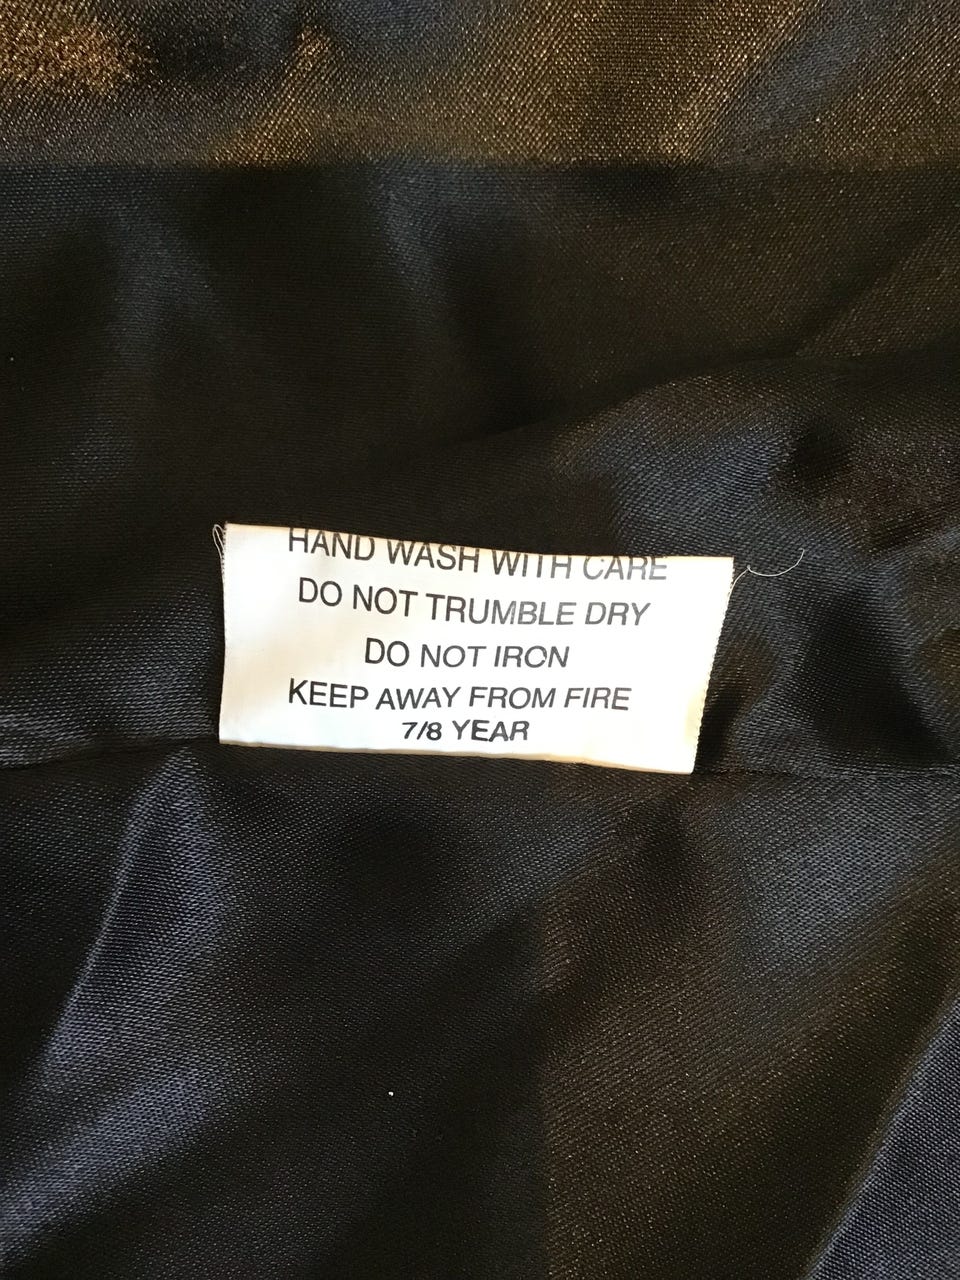 HAND WASH WITH CARE
DO NOT TRUMBLE DRY
DO NOT IRON
KEEP AWAY FROM FIRE
7/8 YEAR